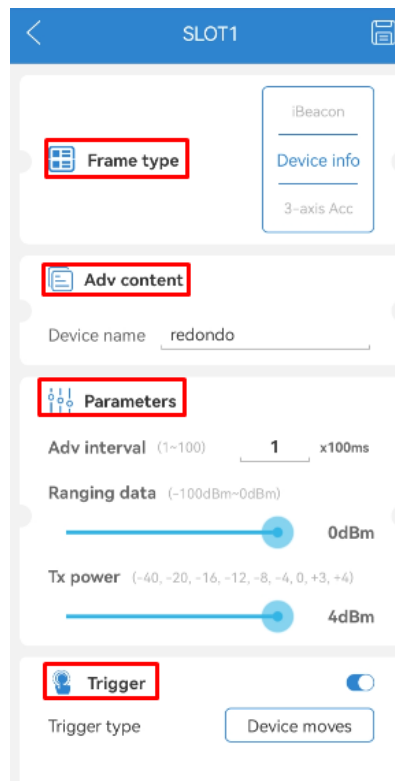 SLOT1
iBeacon
Frame type
Device info
3-axis Acc
Adv content
Device name redondo
Parameters
Adv interval (1~100) 1 x100ms
Ranging data (-100dBm~0dBm)
0dBm
Tx power (-40, -20, -16, -12, -8, -4, 0, +3, +4)
4dBm
Trigger
Trigger type Device moves